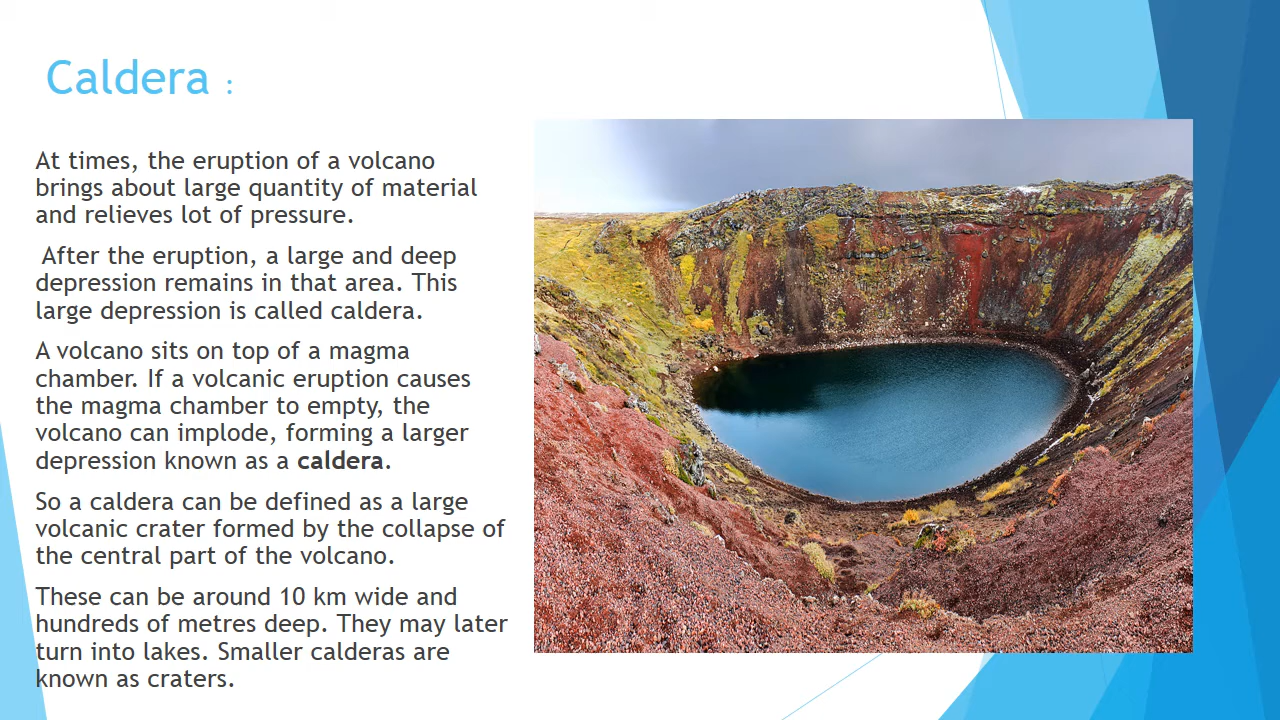 Caldera :
At times, the eruption of a volcano
brings about large quantity of material
and relieves lot of pressure.
After the eruption, a large and deep
depression remains in that area. This
large depression is called caldera.
A volcano sits on top of a magma
chamber. If a volcanic eruption causes
the magma chamber to empty, the
volcano can implode, forming a larger
depression known as a caldera.
So a caldera can be defined as a large
volcanic crater formed by the collapse of
the central part of the volcano.
These can be around 10 km wide and
hundreds of metres deep. They may later
turn into lakes. Smaller calderas are
known as craters.